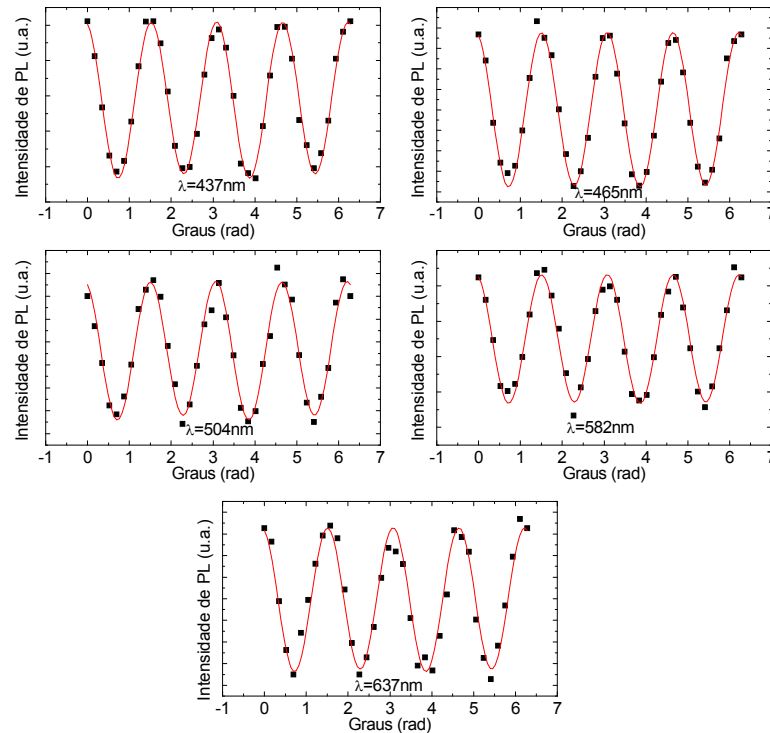 Intensidade de PL (u.a.)
λ=437nm
-1 0 1 2 3 4 5 6 7
Graus (rad)
Intensidade de PL (u.a.)
λ=465nm
-1 0 1 2 3 4 5 6 7
Graus (rad)
Intensidade de PL (u.a.)
λ=504nm
-1 0 1 2 3 4 5 6 7
Graus (rad)
Intensidade de PL (u.a.)
λ=582nm
-1 0 1 2 3 4 5 6 7
Graus (rad)
Intensidade de PL (u.a.)
λ=637nm
-1 0 1 2 3 4 5 6 7
Graus (rad)